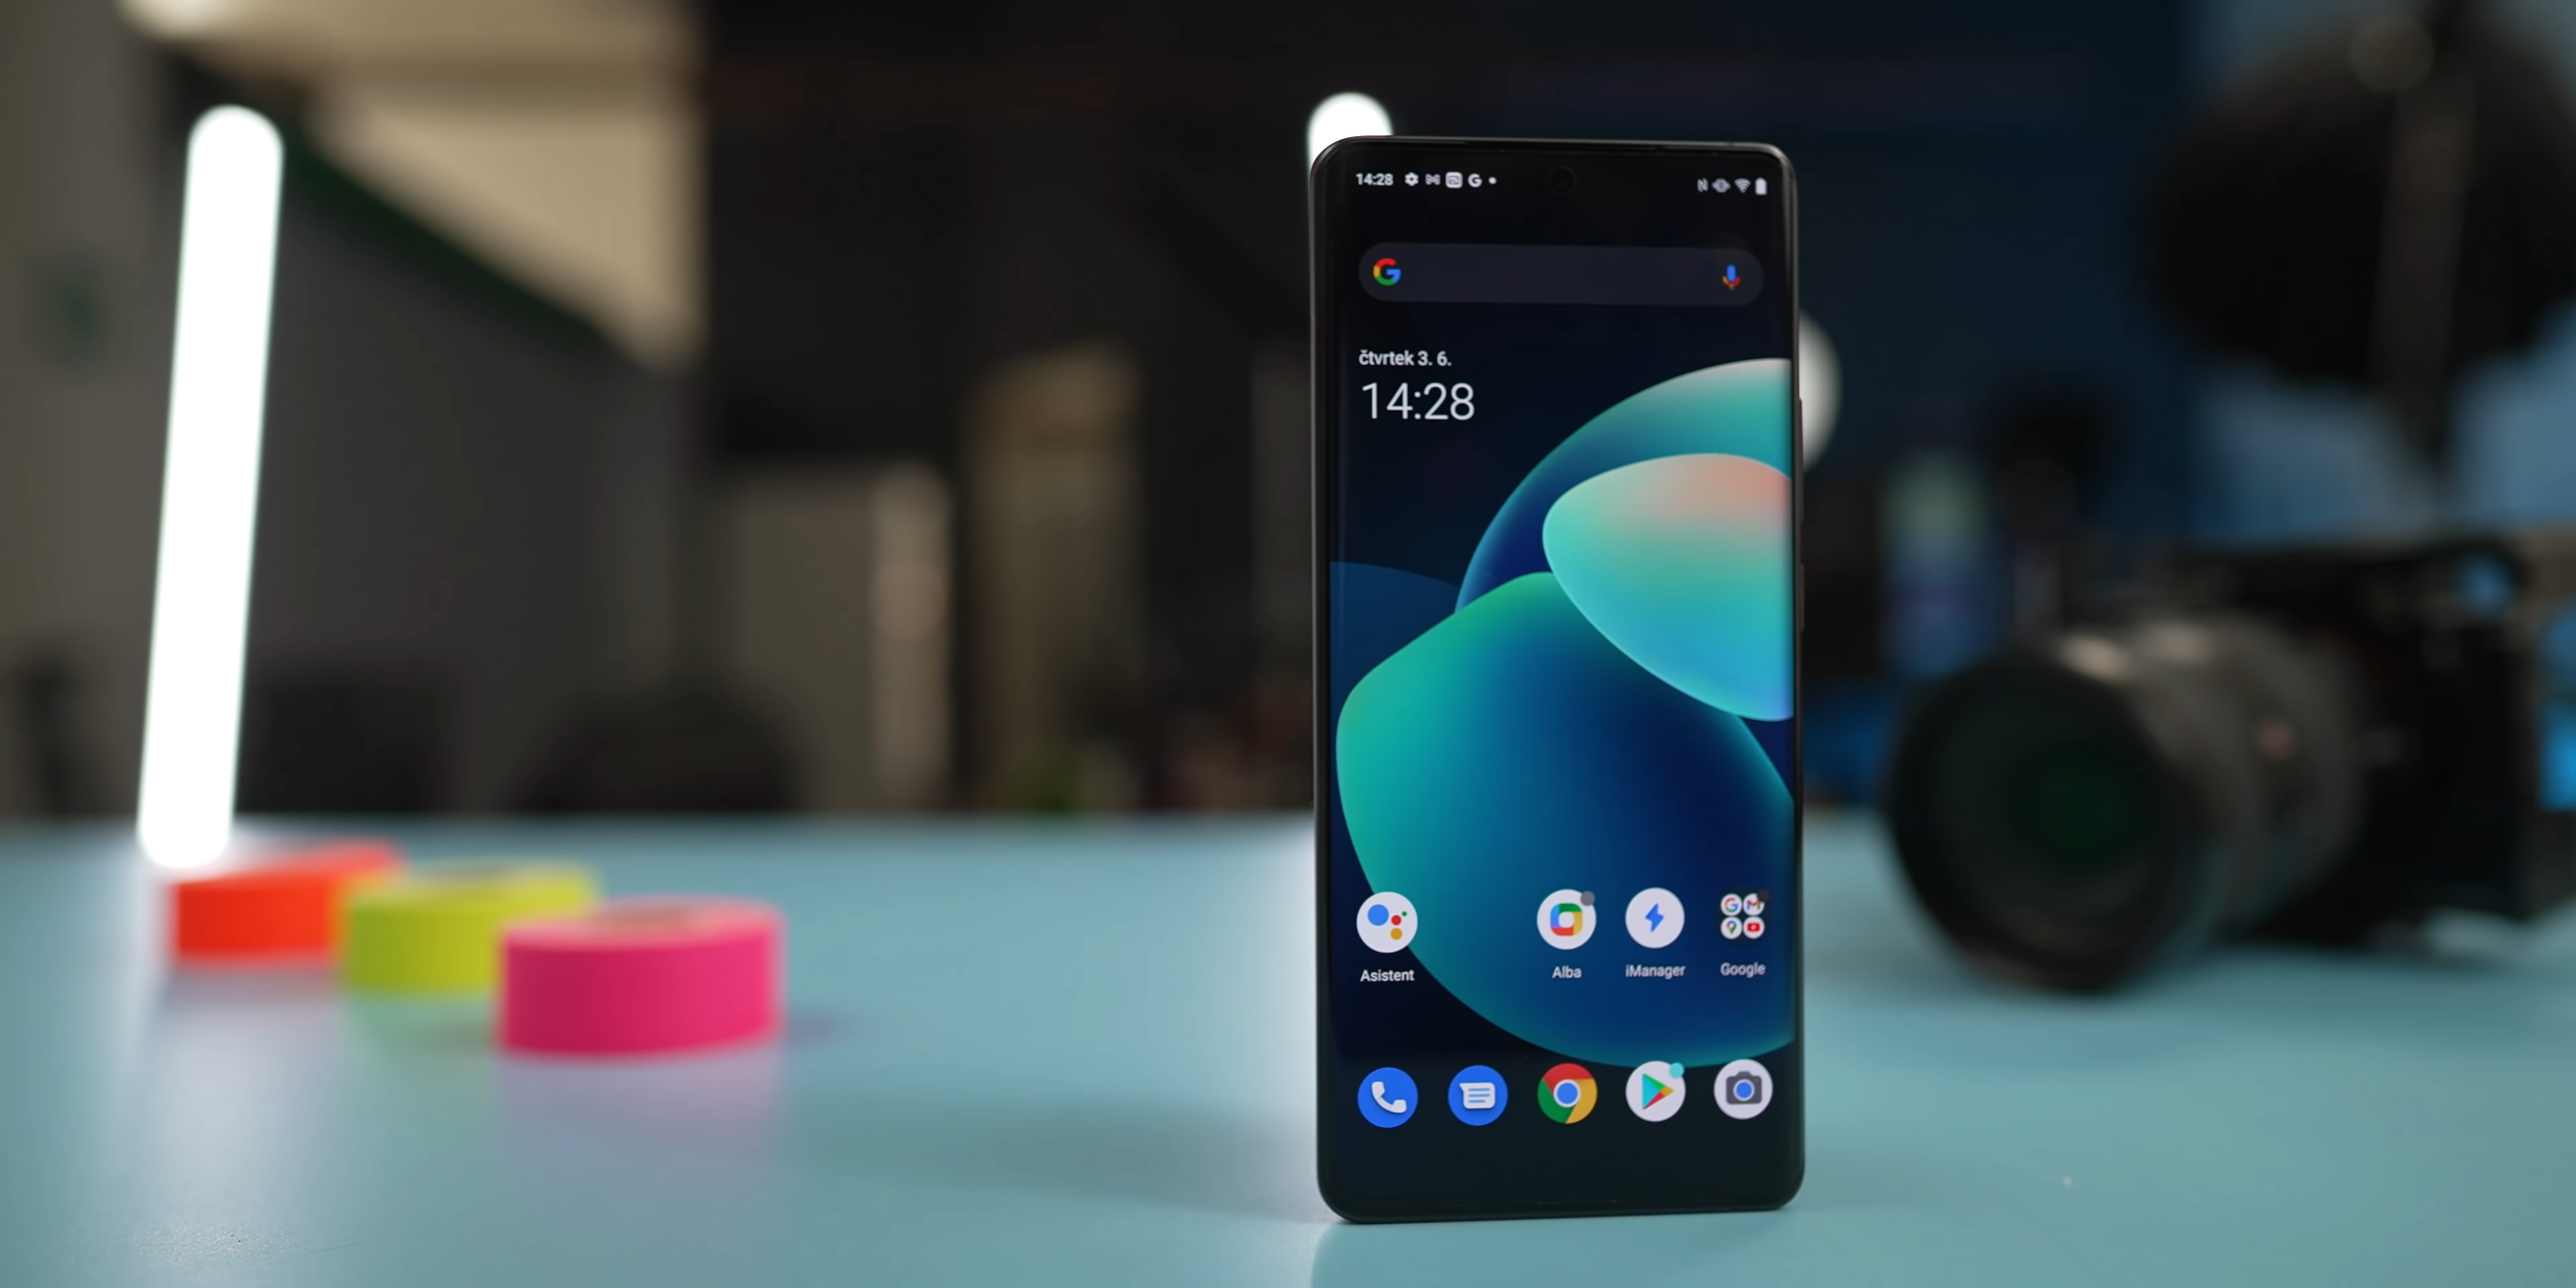 14:28
čtvrtek 3. 6.
14:28
Asistent
Alba
iManager
Google